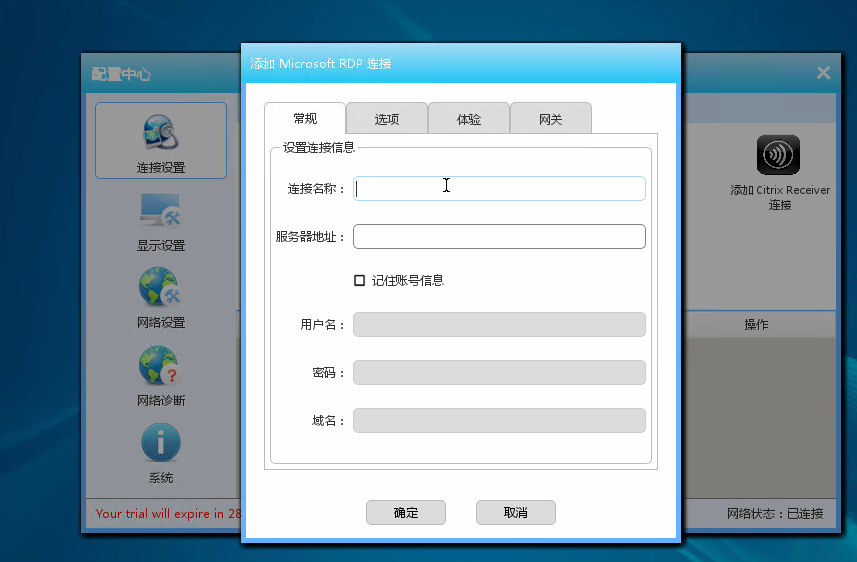 配置中心
添加 Microsoft RDP 连接
常规
选项
体验
网关
设置连接信息
连接名称：
服务器地址：
记住账号信息
用户名：
密码：
域名：
确定
取消
连接设置
显示设置
网络设置
网络诊断
系统
添加 Citrix Receiver
连接
操作
Your trial will expire in 28
网络状态：已连接